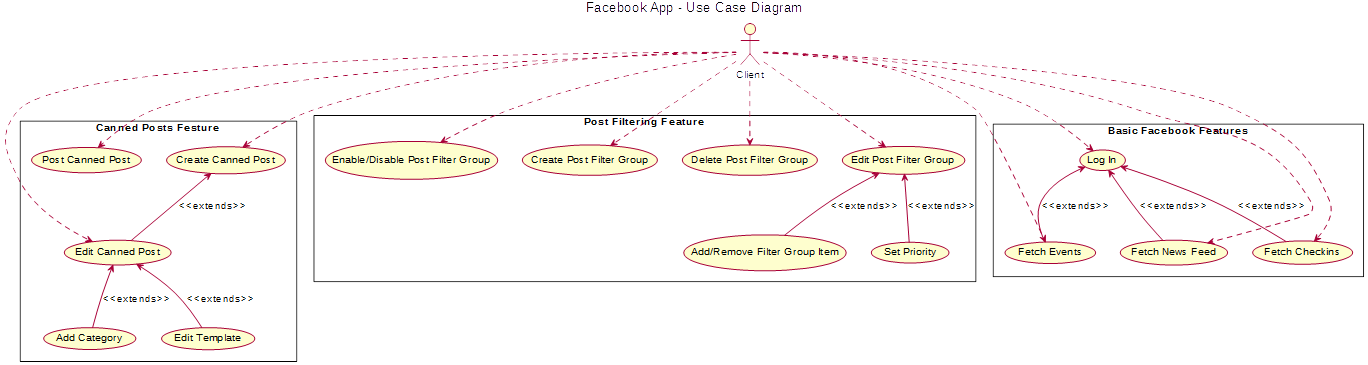 Facebook App - Use Case Diagram
Client
Canned Posts Festure
Post Canned Post
Create Canned Post
<<extends>>
Edit Canned Post
<<extends>>
<<extends>>
Add Category
Edit Template
Post Filtering Feature
Enable/Disable Post Filter Group
Create Post Filter Group
Delete Post Filter Group
Edit Post Filter Group
<<extends>>
<<extends>>
Add/Remove Filter Group Item
Set Priority
Basic Facebook Features
Log In
<<extends>>
<<extends>>
<<extends>>
Fetch Events
Fetch News Feed
Fetch Checkins